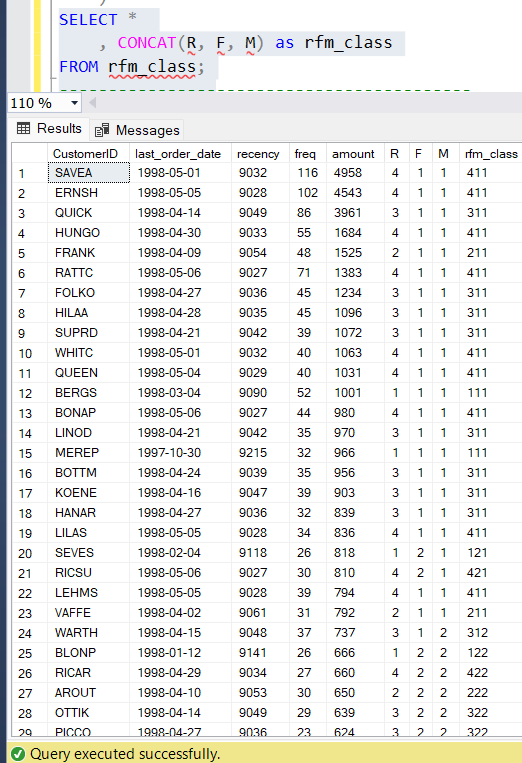 )
SELECT *
, CONCAT(R, F, M) as rfm_class
FROM rfm_class;
----------------------------------------
110 %
Results Messages
CustomerID last_order_date recency freq amount R F M rfm_class
1 SAVEA 1998-05-01 9032 116 4958 4 1 1 411
2 ERNSH 1998-05-05 9028 102 4543 4 1 1 411
3 QUICK 1998-04-14 9049 86 3961 3 1 1 311
4 HUNGO 1998-04-30 9033 55 1684 4 1 1 411
5 FRANK 1998-04-09 9054 48 1525 2 1 1 211
6 RATTC 1998-05-06 9027 71 1383 4 1 1 411
7 FOLKO 1998-04-27 9036 45 1234 3 1 1 311
8 HILAA 1998-04-28 9035 45 1096 3 1 1 311
9 SUPRD 1998-04-21 9042 39 1072 3 1 1 311
10 WHITC 1998-05-01 9032 40 1063 4 1 1 411
11 QUEEN 1998-05-04 9029 40 1031 4 1 1 411
12 BERGS 1998-03-04 9090 52 1001 1 1 1 111
13 BONAP 1998-05-06 9027 44 980 4 1 1 411
14 LINOD 1998-04-21 9042 35 970 3 1 1 311
15 MEREP 1997-10-30 9215 32 966 1 1 1 111
16 BOTTM 1998-04-24 9039 35 956 3 1 1 311
17 KOENE 1998-04-16 9047 39 903 3 1 1 311
18 HANAR 1998-04-27 9036 32 839 3 1 1 311
19 LILAS 1998-05-05 9028 34 836 4 1 1 411
20 SEVES 1998-02-04 9118 26 818 1 2 1 121
21 RICSU 1998-05-06 9027 30 810 4 2 1 421
22 LEHMS 1998-05-05 9028 39 794 4 1 1 411
23 VAFFE 1998-04-02 9061 31 792 2 1 1 211
24 WARTH 1998-04-15 9048 37 737 3 1 2 312
25 BLONP 1998-01-12 9141 26 666 1 2 2 122
26 RICAR 1998-04-29 9034 27 660 4 2 2 422
27 AROUT 1998-04-10 9053 30 650 2 2 2 222
28 OTTIK 1998-04-14 9049 29 639 3 2 2 322
29 PICCO 1998-04-27 9036 23 624 3 2 2 322
Query executed successfully.